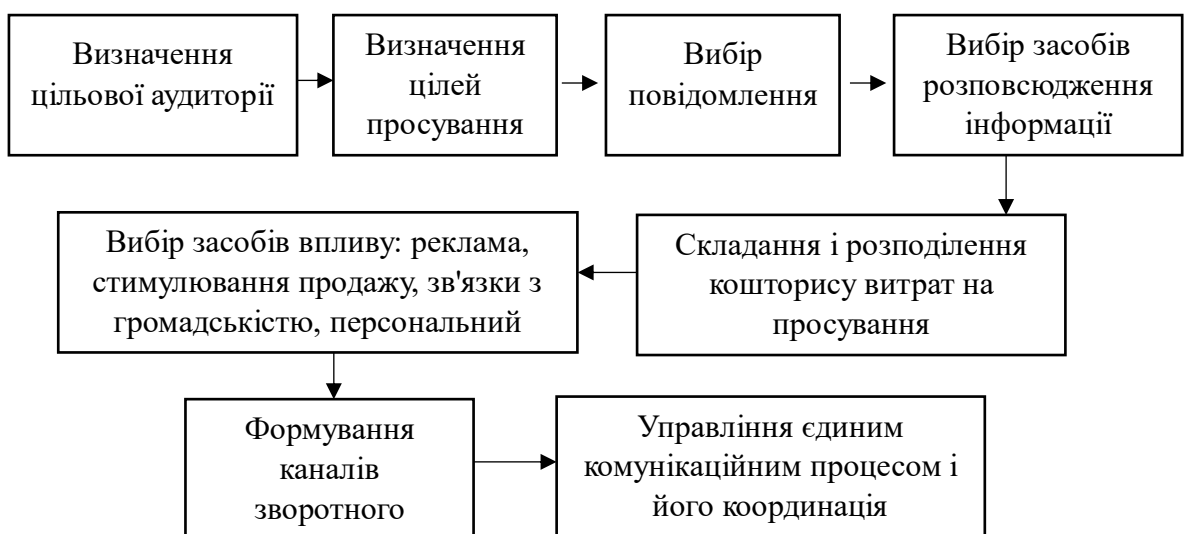 Визначення
цільової аудиторії
Визначення
цілей
просування
Вибір
повідомлення
Вибір засобів
розповсюдження
інформації
Складання і розподілення
кошторису витрат на
просування
Вибір засобів впливу: реклама,
стимулювання продажу, зв'язки з
громадськістю, персональний
Формування
каналів
зворотного
Управління єдиним
комунікаційним процесом і
його координація